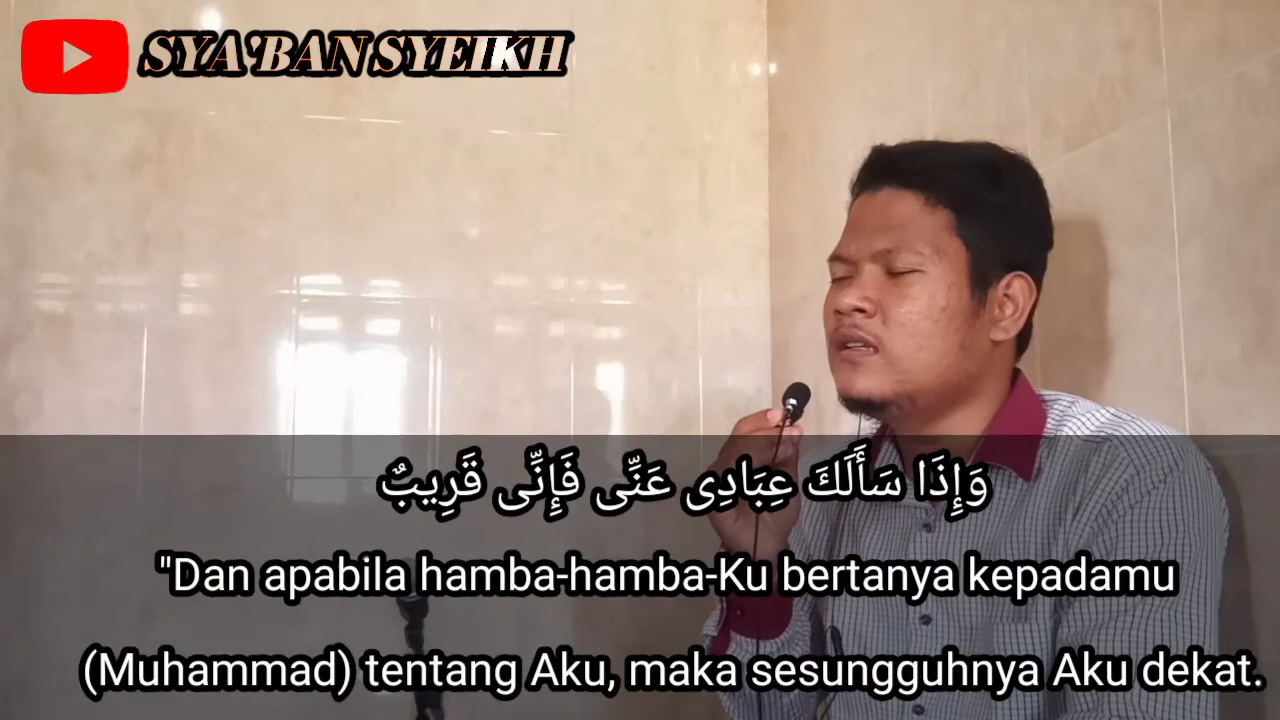 SYA'BAN SYEIKH
وَإِذَا سَأَلَكَ عِبَادِى عَنِّى فَإِنِّى قَرِيبٌ
"Dan apabila hamba-hamba-Ku bertanya kepadamu
(Muhammad) tentang Aku, maka sesungguhnya Aku dekat.